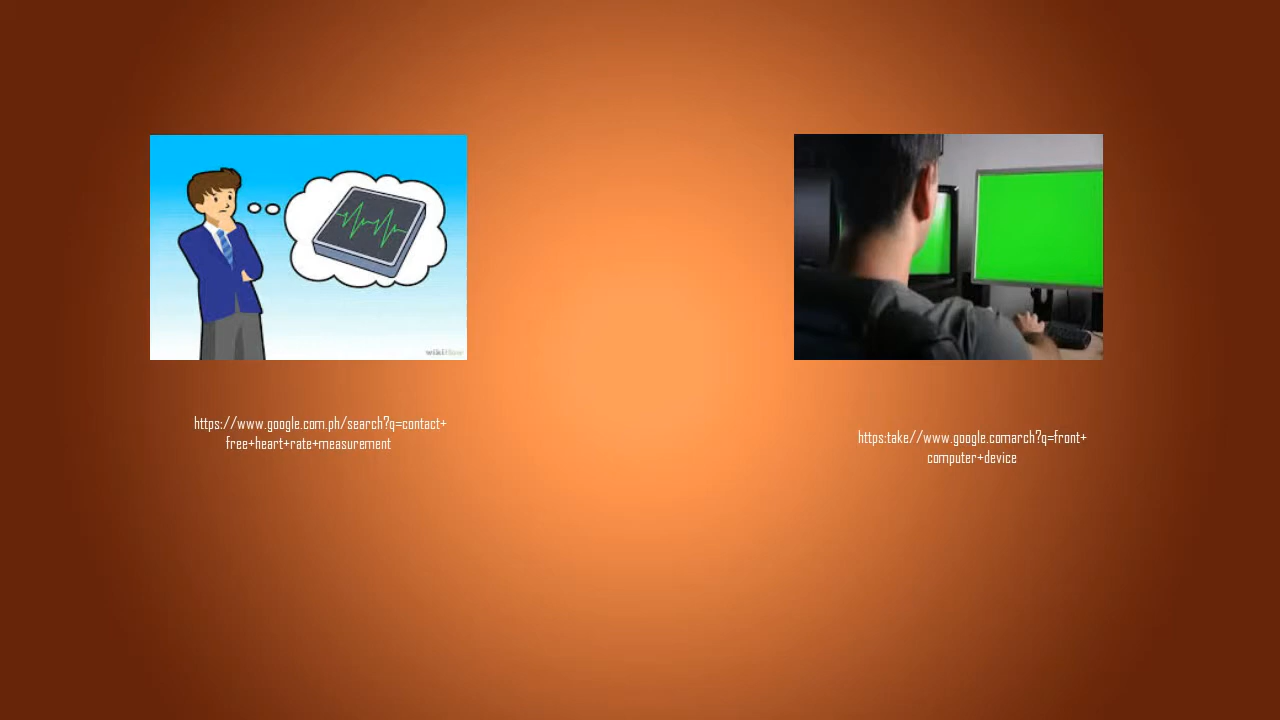 wikiHow
https://www.google.com.ph/search?q=contact+
free+heart+rate+measurement
https:take//www.google.comarch?q=front+
computer+device